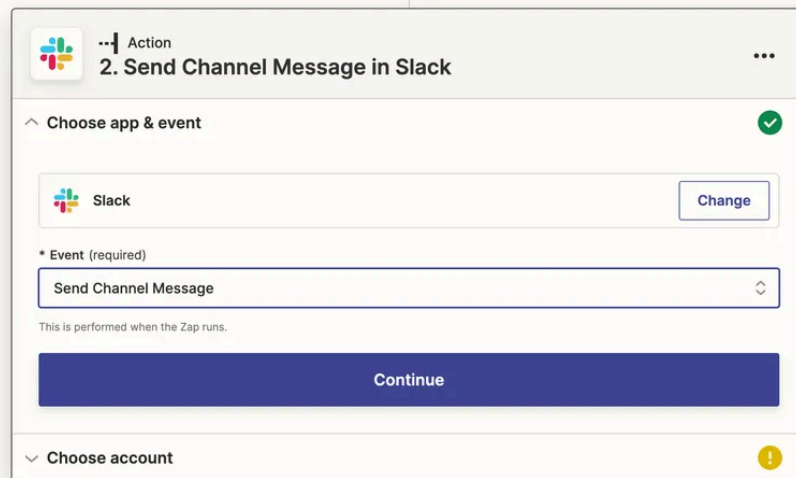 Action
2. Send Channel Message in Slack
Choose app & event
Slack
Change
* Event (required)
Send Channel Message
This is performed when the Zap runs.
Continue
Choose account